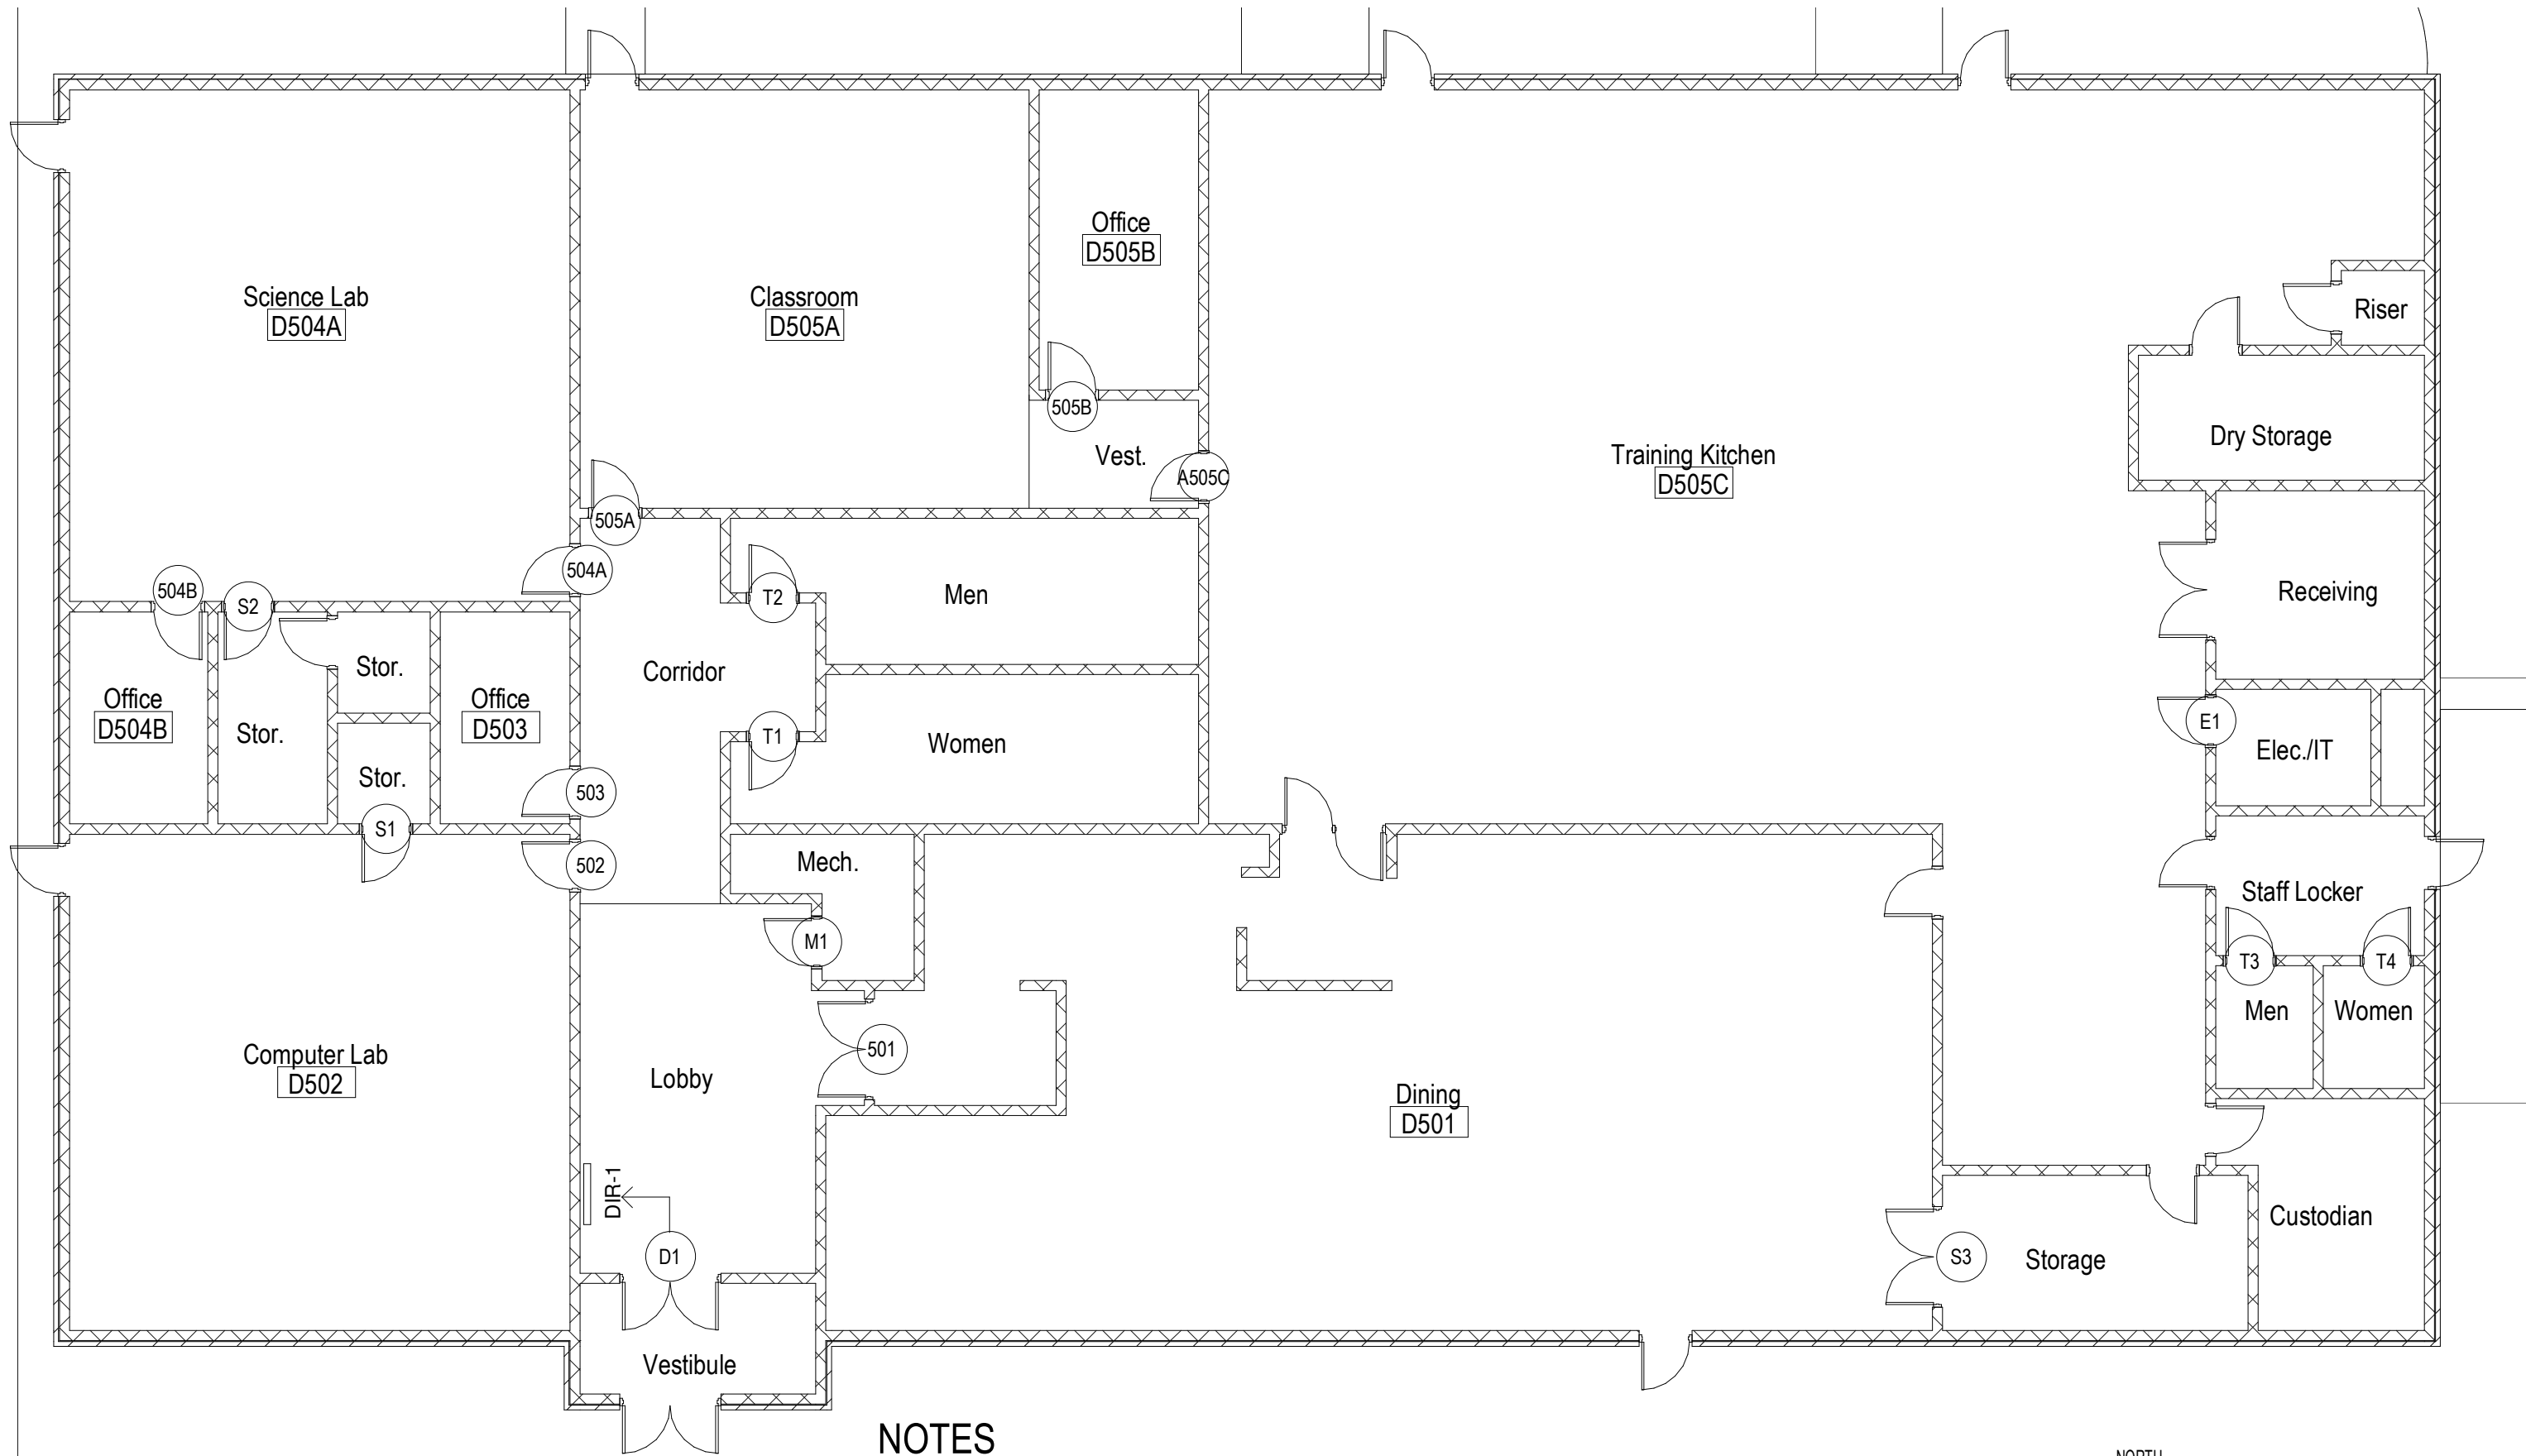 Office
D505B
Science Lab
D504A
Classroom
D505A
Riser
505B
Dry Storage
Vest.
A505C
Training Kitchen
D505C
505A
504A
504B
S2
T2
Men
Receiving
Stor.
Corridor
Office
D504B
Office
D503
Stor.
T1
Women
E1
Elec./IT
Stor.
503
S1
502
Mech.
Staff Locker
M1
T3
T4
Men
Women
501
Computer Lab
D502
Lobby
Dining
D501
DIR-1
D1
Custodian
S3
Storage
Vestibule
NOTES
NORTH